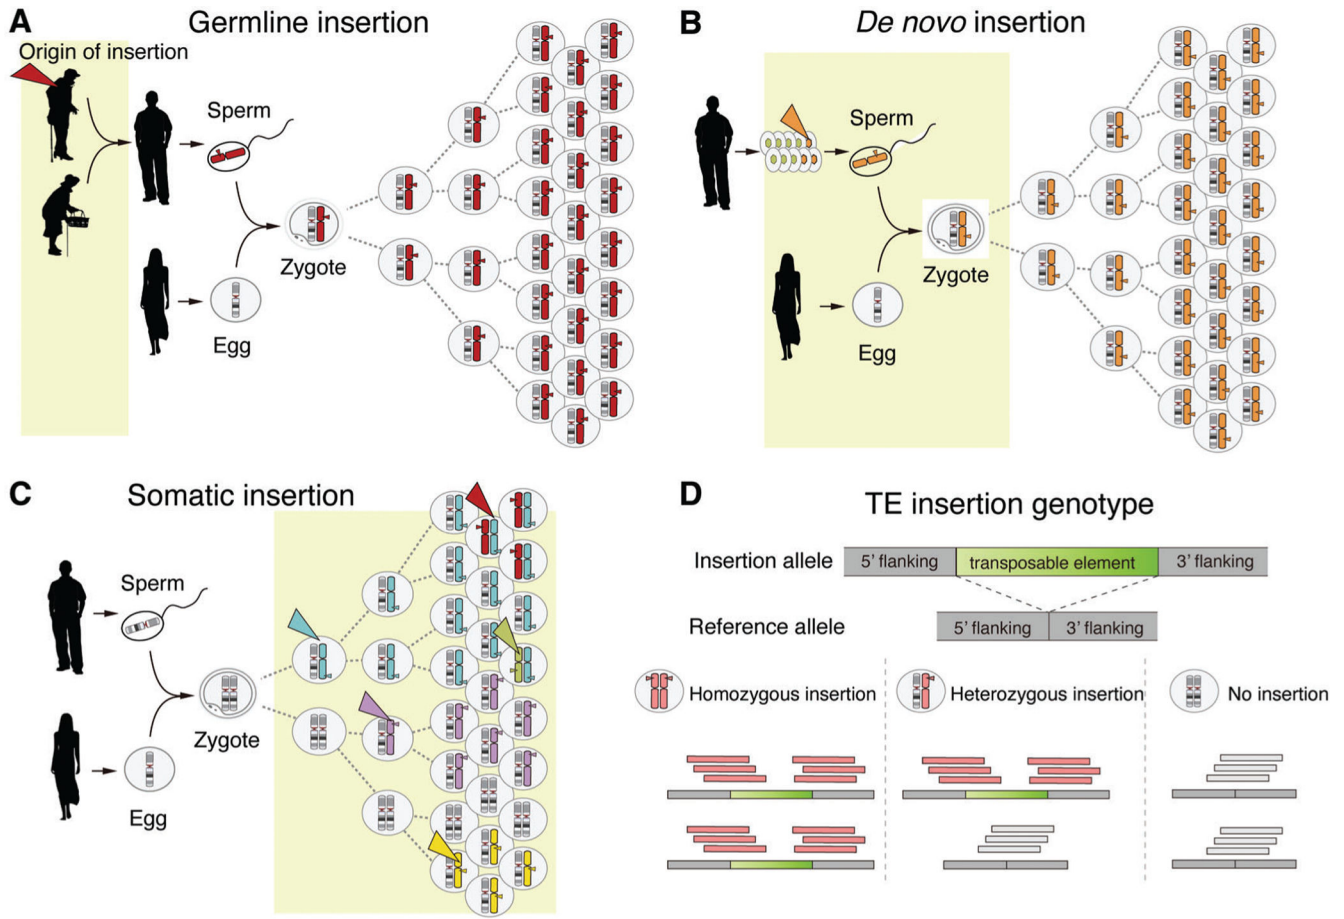 A
Germline insertion
Origin of insertion
Sperm
Zygote
Egg
B
De novo insertion
Sperm
Zygote
Egg
C
Somatic insertion
Sperm
Zygote
Egg
D
TE insertion genotype
Insertion allele
5’ flanking
transposable element
3’ flanking
Reference allele
5’ flanking
3’ flanking
Homozygous insertion
Heterozygous insertion
No insertion